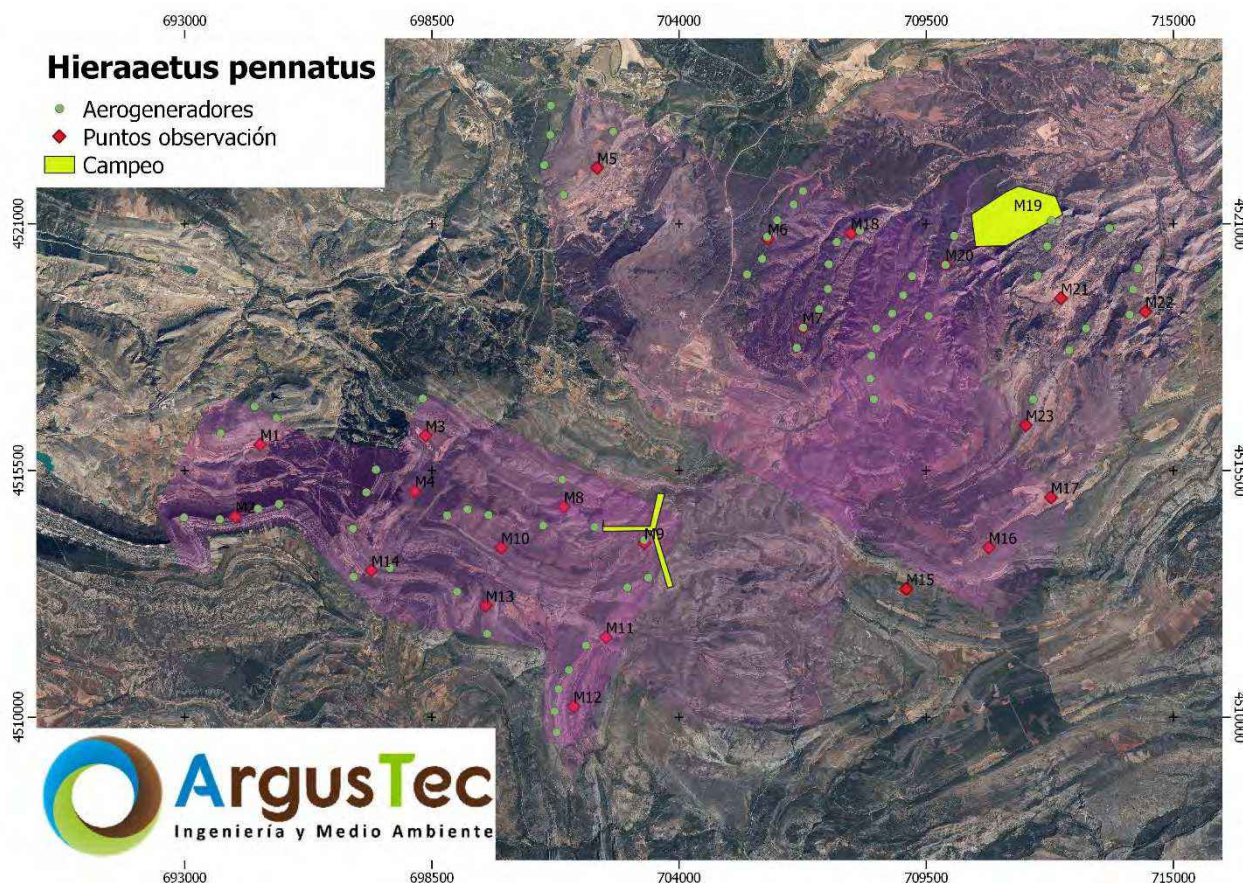 693000 698500 704000 709500 715000
Hieraaetus pennatus
Aerogeneradores
Puntos observación
Campeo
M5
M19
4521000 M6 M18 4521000
M20
M21
M22
M7
M3 M23
M1
4515500 4515500
M4 M17
M8
M2
M9
M10 M16
M14
M15
M13
M11
M12
4510000 4510000
ArgusTec
Ingeniería y Medio Ambiente
693000 698500 704000 709500 715000